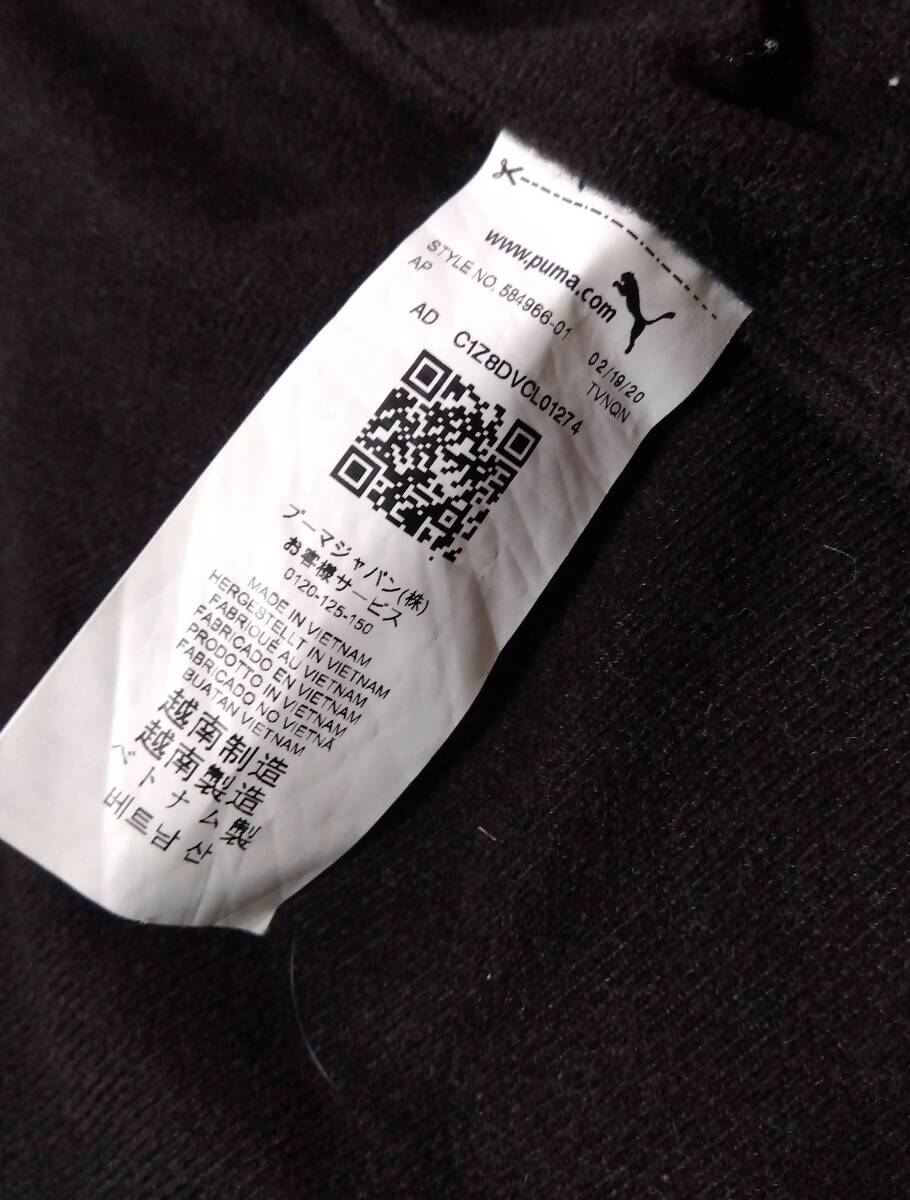 www.puma.com
STYLE NO. 584966-01 02/19/20
AP TVNQN
AD C1Z8DVCL01274
プーマジャパン(株)
お客様サービス
0120-125-150
MADE IN VIETNAM
HERGESTELLT IN VIETNAM
FABRIQUÉ AU VIETNAM
FABRICADO EN VIETNAM
PRODOTTO IN VIETNAM
FABRICADO NO VIETNÃ
BUATAN VIETNAM
越南制造
越南製造
ベトナム製
베트남 산